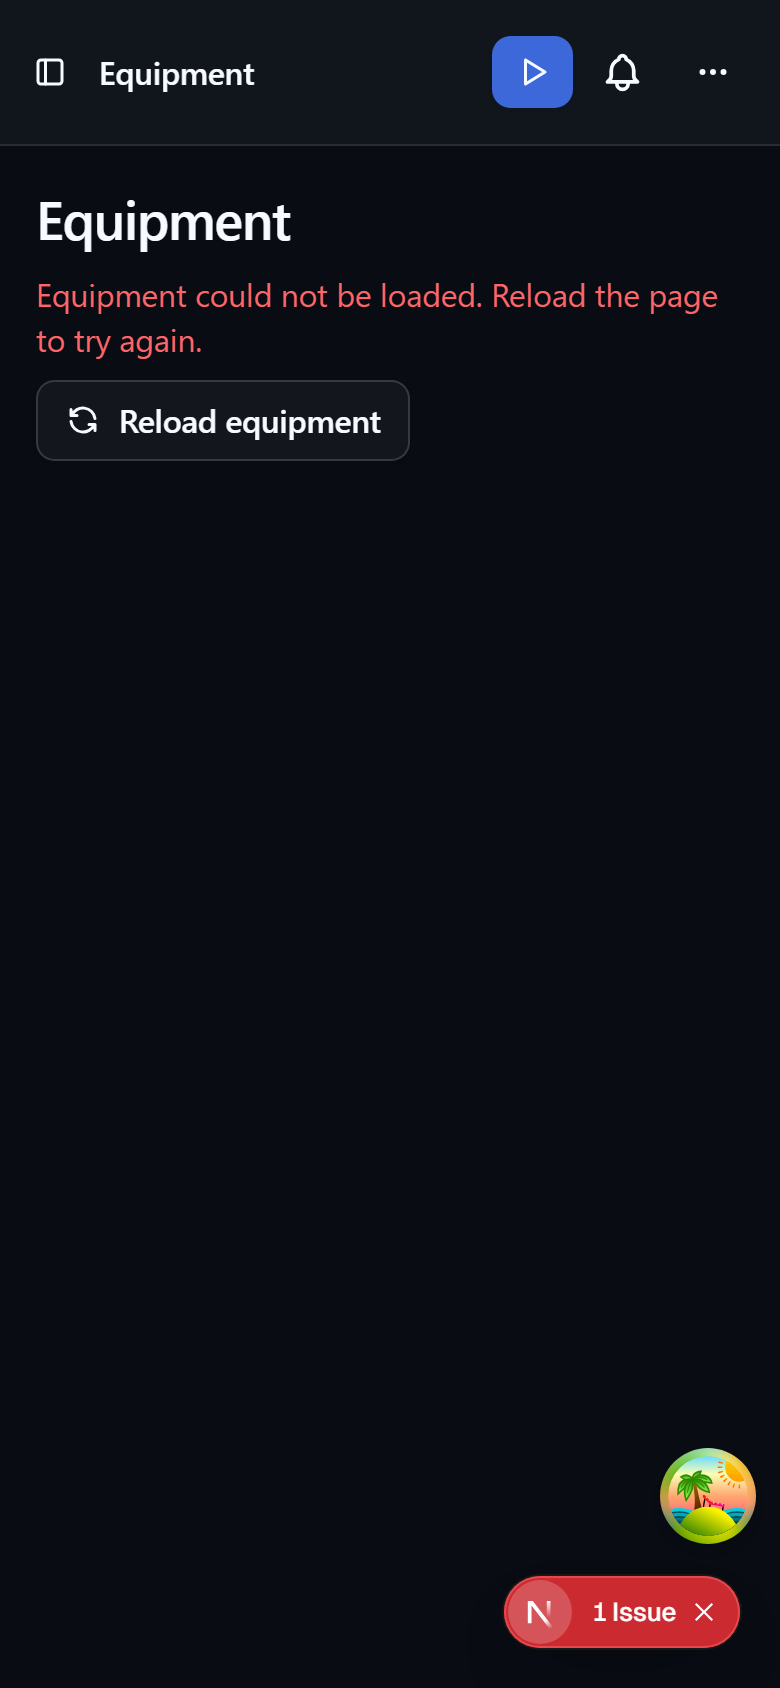 Equipment
Equipment
Equipment could not be loaded. Reload the page
to try again.
Reload equipment
N
1 Issue